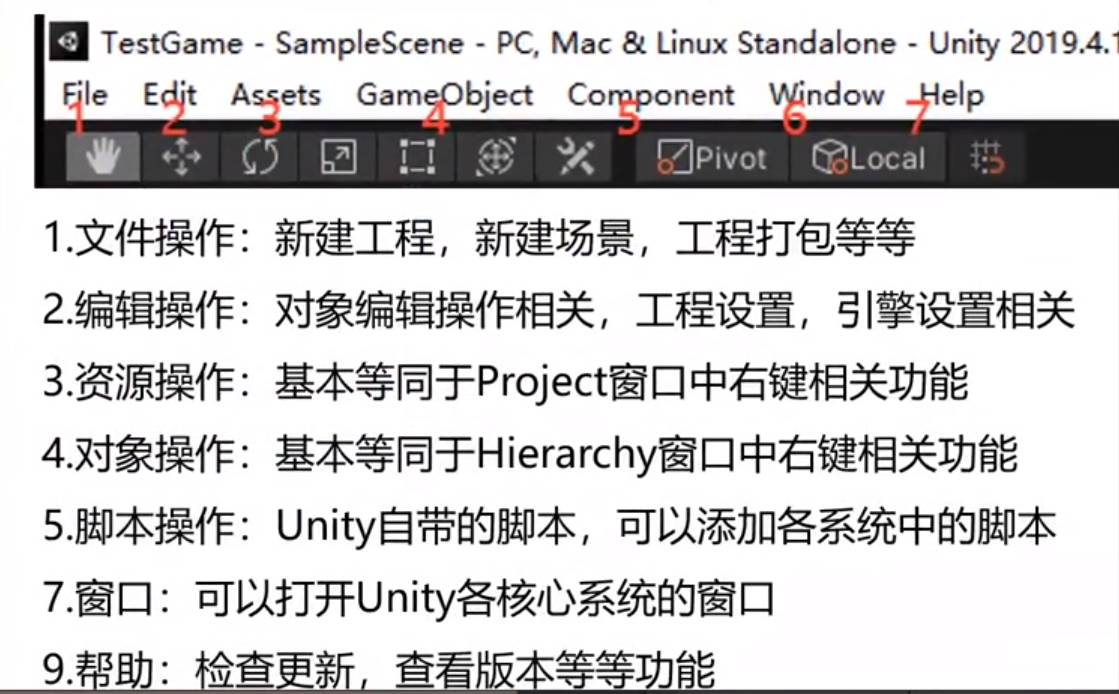 TestGame - SampleScene - PC, Mac & Linux Standalone - Unity 2019.4.1
File Edit Assets GameObject Component Window Help
1 2 3 4 5 6 7
Pivot Local
1.文件操作：新建工程，新建场景，工程打包等等
2.编辑操作：对象编辑操作相关，工程设置，引擎设置相关
3.资源操作：基本等同于Project窗口中右键相关功能
4.对象操作：基本等同于Hierarchy窗口中右键相关功能
5.脚本操作：Unity自带的脚本，可以添加各系统中的脚本
7.窗口：可以打开Unity各核心系统的窗口
9.帮助：检查更新，查看版本等等功能